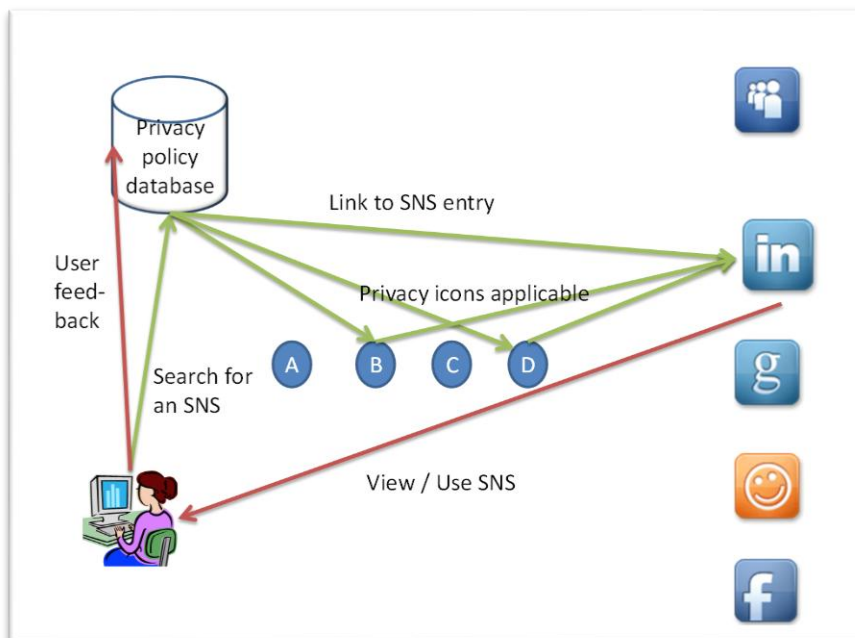 Privacy
policy
database
Link to SNS entry
in
User
feed-
back
Privacy icons applicable
A
B
C
D
g
Search for
an SNS
View / Use SNS
f